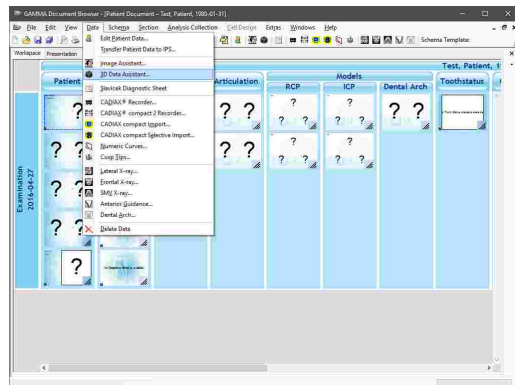 GAMMA Document Browser - [Patient Document - Test, Patient, 1980-01-31]
File Edit View Data Schema Section Analysis Collection Cell Design Extras Windows Help
Schema Template:
Workspace Presentation
Edit Patient Data...
Transfer Patient Data to IPS...
Image Assistant...
3D Data Assistant...
Slavicek Diagnostic Sheet
CADIAX® Recorder...
CADIAX® compact 2 Recorder...
CADIAX compact Import...
CADIAX compact Selective Import...
Numeric Curves...
Cusp Tips...
Lateral X-ray...
Frontal X-ray...
SMV X-ray...
Anterior Guidance...
Dental Arch...
Delete Data
Test, Patient, 1
Patient
Articulation
Models
RCP
ICP
Dental Arch
Toothstatus
Examination
2016-04-27
? ? ? ? ? ?
? ? ? ?
? ? ? ? ? ? ?
? ? ? ?
? ?
? ?
?